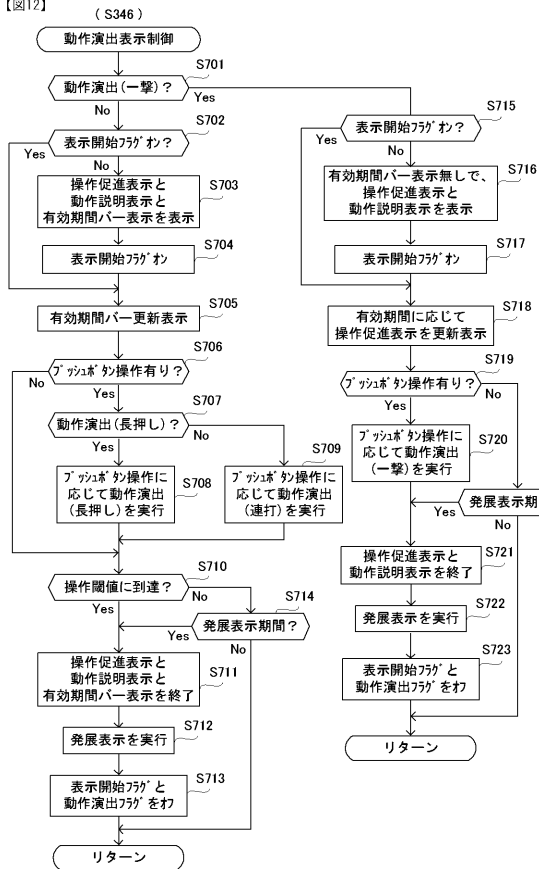 【図12】
( S346 )
動作演出表示制御
S701
動作演出(一撃)?
Yes
No
S702
表示開始フラグオン?
Yes
No
S703
操作促進表示と
動作説明表示と
有効期間バー表示を表示
S704
表示開始フラグオン
S705
有効期間バー更新表示
S706
プッシュボタン操作有り?
No
Yes
S707
動作演出(長押し)?
Yes
No
S708
プッシュボタン操作に
応じて動作演出
(長押し)を実行
S709
プッシュボタン操作に
応じて動作演出
(連打)を実行
S710
操作閾値に到達?
Yes
No
S714
発展表示期間?
Yes
No
S711
操作促進表示と
動作説明表示と
有効期間バー表示を終了
S712
発展表示を実行
S713
表示開始フラグと
動作演出フラグをオフ
リターン
S715
表示開始フラグオン?
Yes
No
S716
有効期間バー表示無しで、
操作促進表示と
動作説明表示を表示
S717
表示開始フラグオン
S718
有効期間に応じて
操作促進表示を更新表示
S719
プッシュボタン操作有り?
Yes
No
S720
プッシュボタン操作に
応じて動作演出
(一撃)を実行
発展表示期
Yes
No
S721
操作促進表示と
動作説明表示を終了
S722
発展表示を実行
S723
表示開始フラグと
動作演出フラグをオフ
リターン